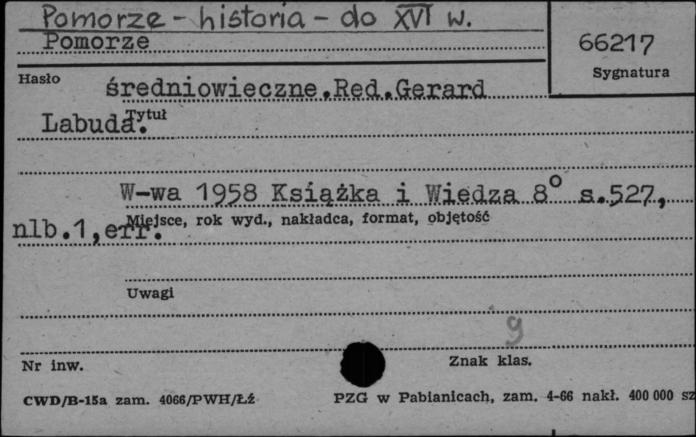 Pomorze - historia - do XVI w.
Pomorze
66217
Sygnatura
Hasło
średniowieczne.Red.Gerard
Tytuł
Labuda.
W-wa 1958 Książka i Wiedza 8° s.527,
Miejsce, rok wyd., nakładca, format, objętość
nlb.1,err.
Uwagi
9
Nr inw.
Znak klas.
CWD/B-15a zam. 4066/PWH/Łź
PZG w Pabianicach, zam. 4-66 nakł. 400 000 sz